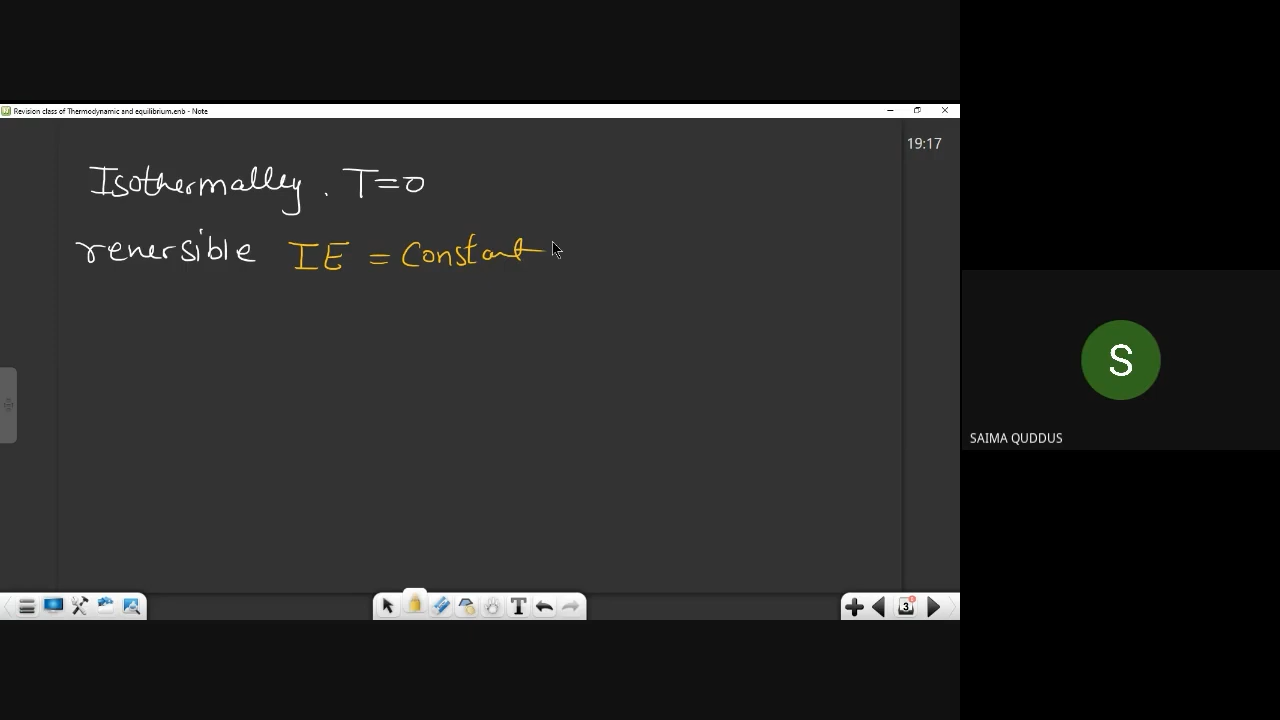 Revision class of Thermodynamic and equilibrium.enb - Note
19:17
Isothermalley . T=0
reversible IE = Constant
S
SAIMA QUDDUS
T
3